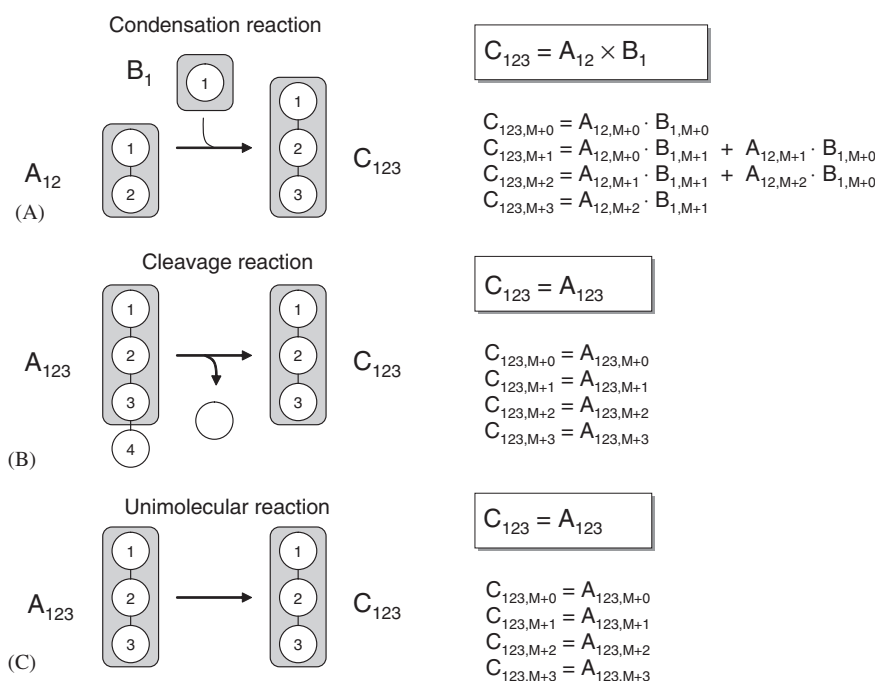 Condensation reaction
B₁
1
A₁₂
1
2
1
2
3
C₁₂₃
(A)
C₁₂₃ = A₁₂ × B₁
C₁₂₃,M+0 = A₁₂,M+0 · B₁,M+0
C₁₂₃,M+1 = A₁₂,M+0 · B₁,M+1 + A₁₂,M+1 · B₁,M+0
C₁₂₃,M+2 = A₁₂,M+1 · B₁,M+1 + A₁₂,M+2 · B₁,M+0
C₁₂₃,M+3 = A₁₂,M+2 · B₁,M+1
Cleavage reaction
A₁₂₃
1
2
3
4
1
2
3
C₁₂₃
(B)
C₁₂₃ = A₁₂₃
C₁₂₃,M+0 = A₁₂₃,M+0
C₁₂₃,M+1 = A₁₂₃,M+1
C₁₂₃,M+2 = A₁₂₃,M+2
C₁₂₃,M+3 = A₁₂₃,M+3
Unimolecular reaction
A₁₂₃
1
2
3
1
2
3
C₁₂₃
(C)
C₁₂₃ = A₁₂₃
C₁₂₃,M+0 = A₁₂₃,M+0
C₁₂₃,M+1 = A₁₂₃,M+1
C₁₂₃,M+2 = A₁₂₃,M+2
C₁₂₃,M+3 = A₁₂₃,M+3